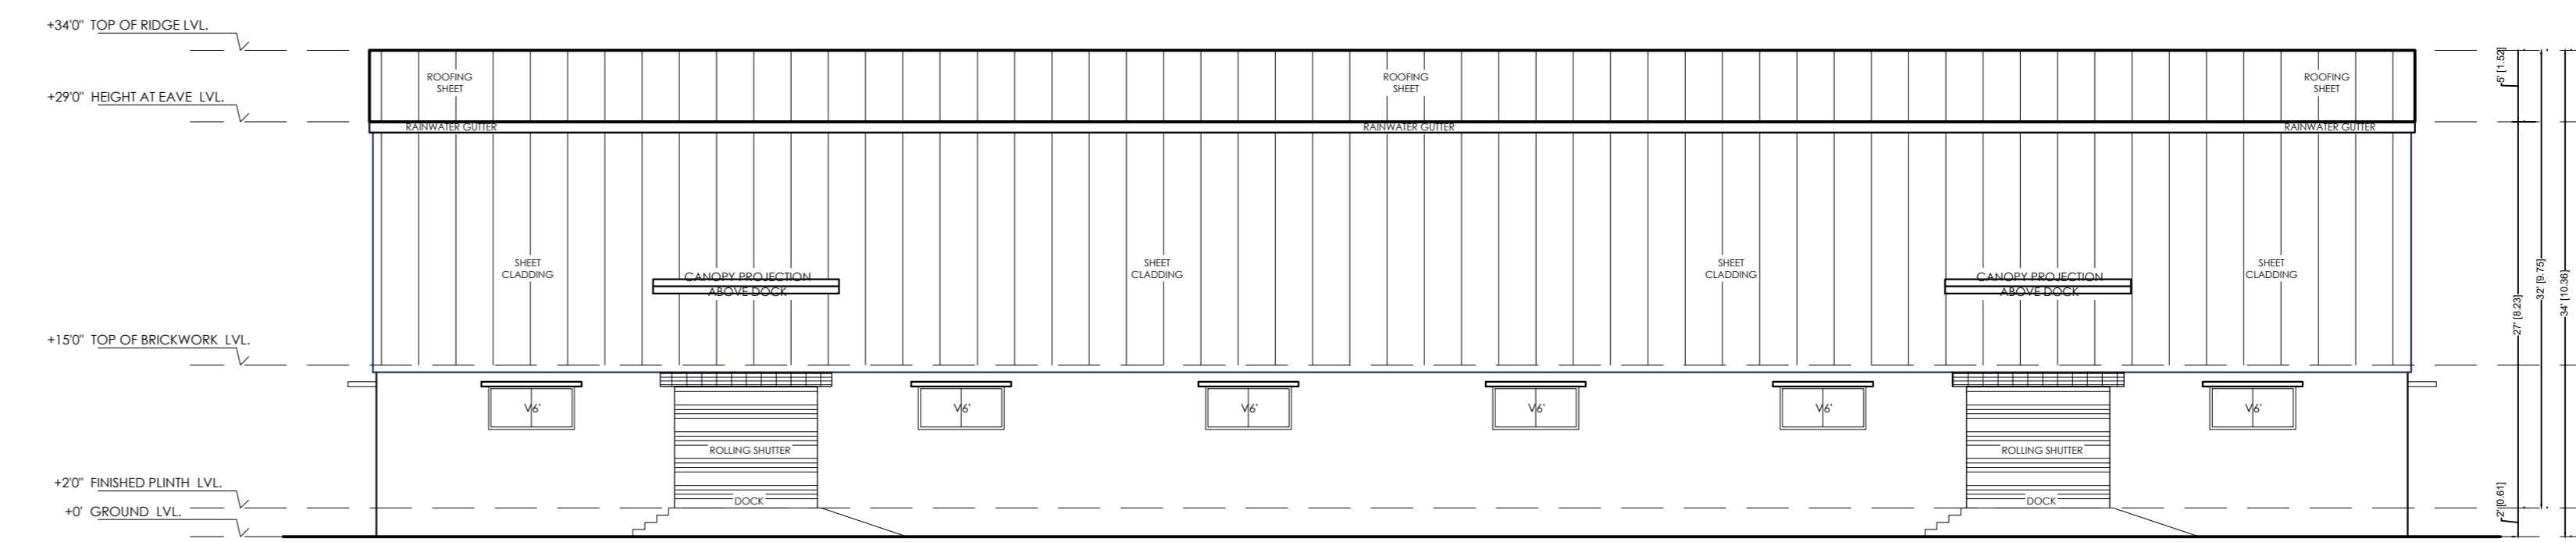 +34'0" TOP OF RIDGE LVL.
ROOFING
SHEET
ROOFING
SHEET
ROOFING
SHEET
5' [1.52]
+29'0" HEIGHT AT EAVE LVL.
RAINWATER GUTTER
RAINWATER GUTTER
RAINWATER GUTTER
SHEET
CLADDING
CANOPY PROJECTION
ABOVE DOCK
SHEET
CLADDING
SHEET
CLADDING
CANOPY PROJECTION
ABOVE DOCK
SHEET
CLADDING
27' [8.23]
32' [9.75]
34' [10.36]
+15'0" TOP OF BRICKWORK LVL.
V6'
V6'
V6'
V6'
V6'
V6'
ROLLING SHUTTER
ROLLING SHUTTER
+2'0" FINISHED PLINTH LVL.
DOCK
DOCK
2' [0.61]
+0' GROUND LVL.